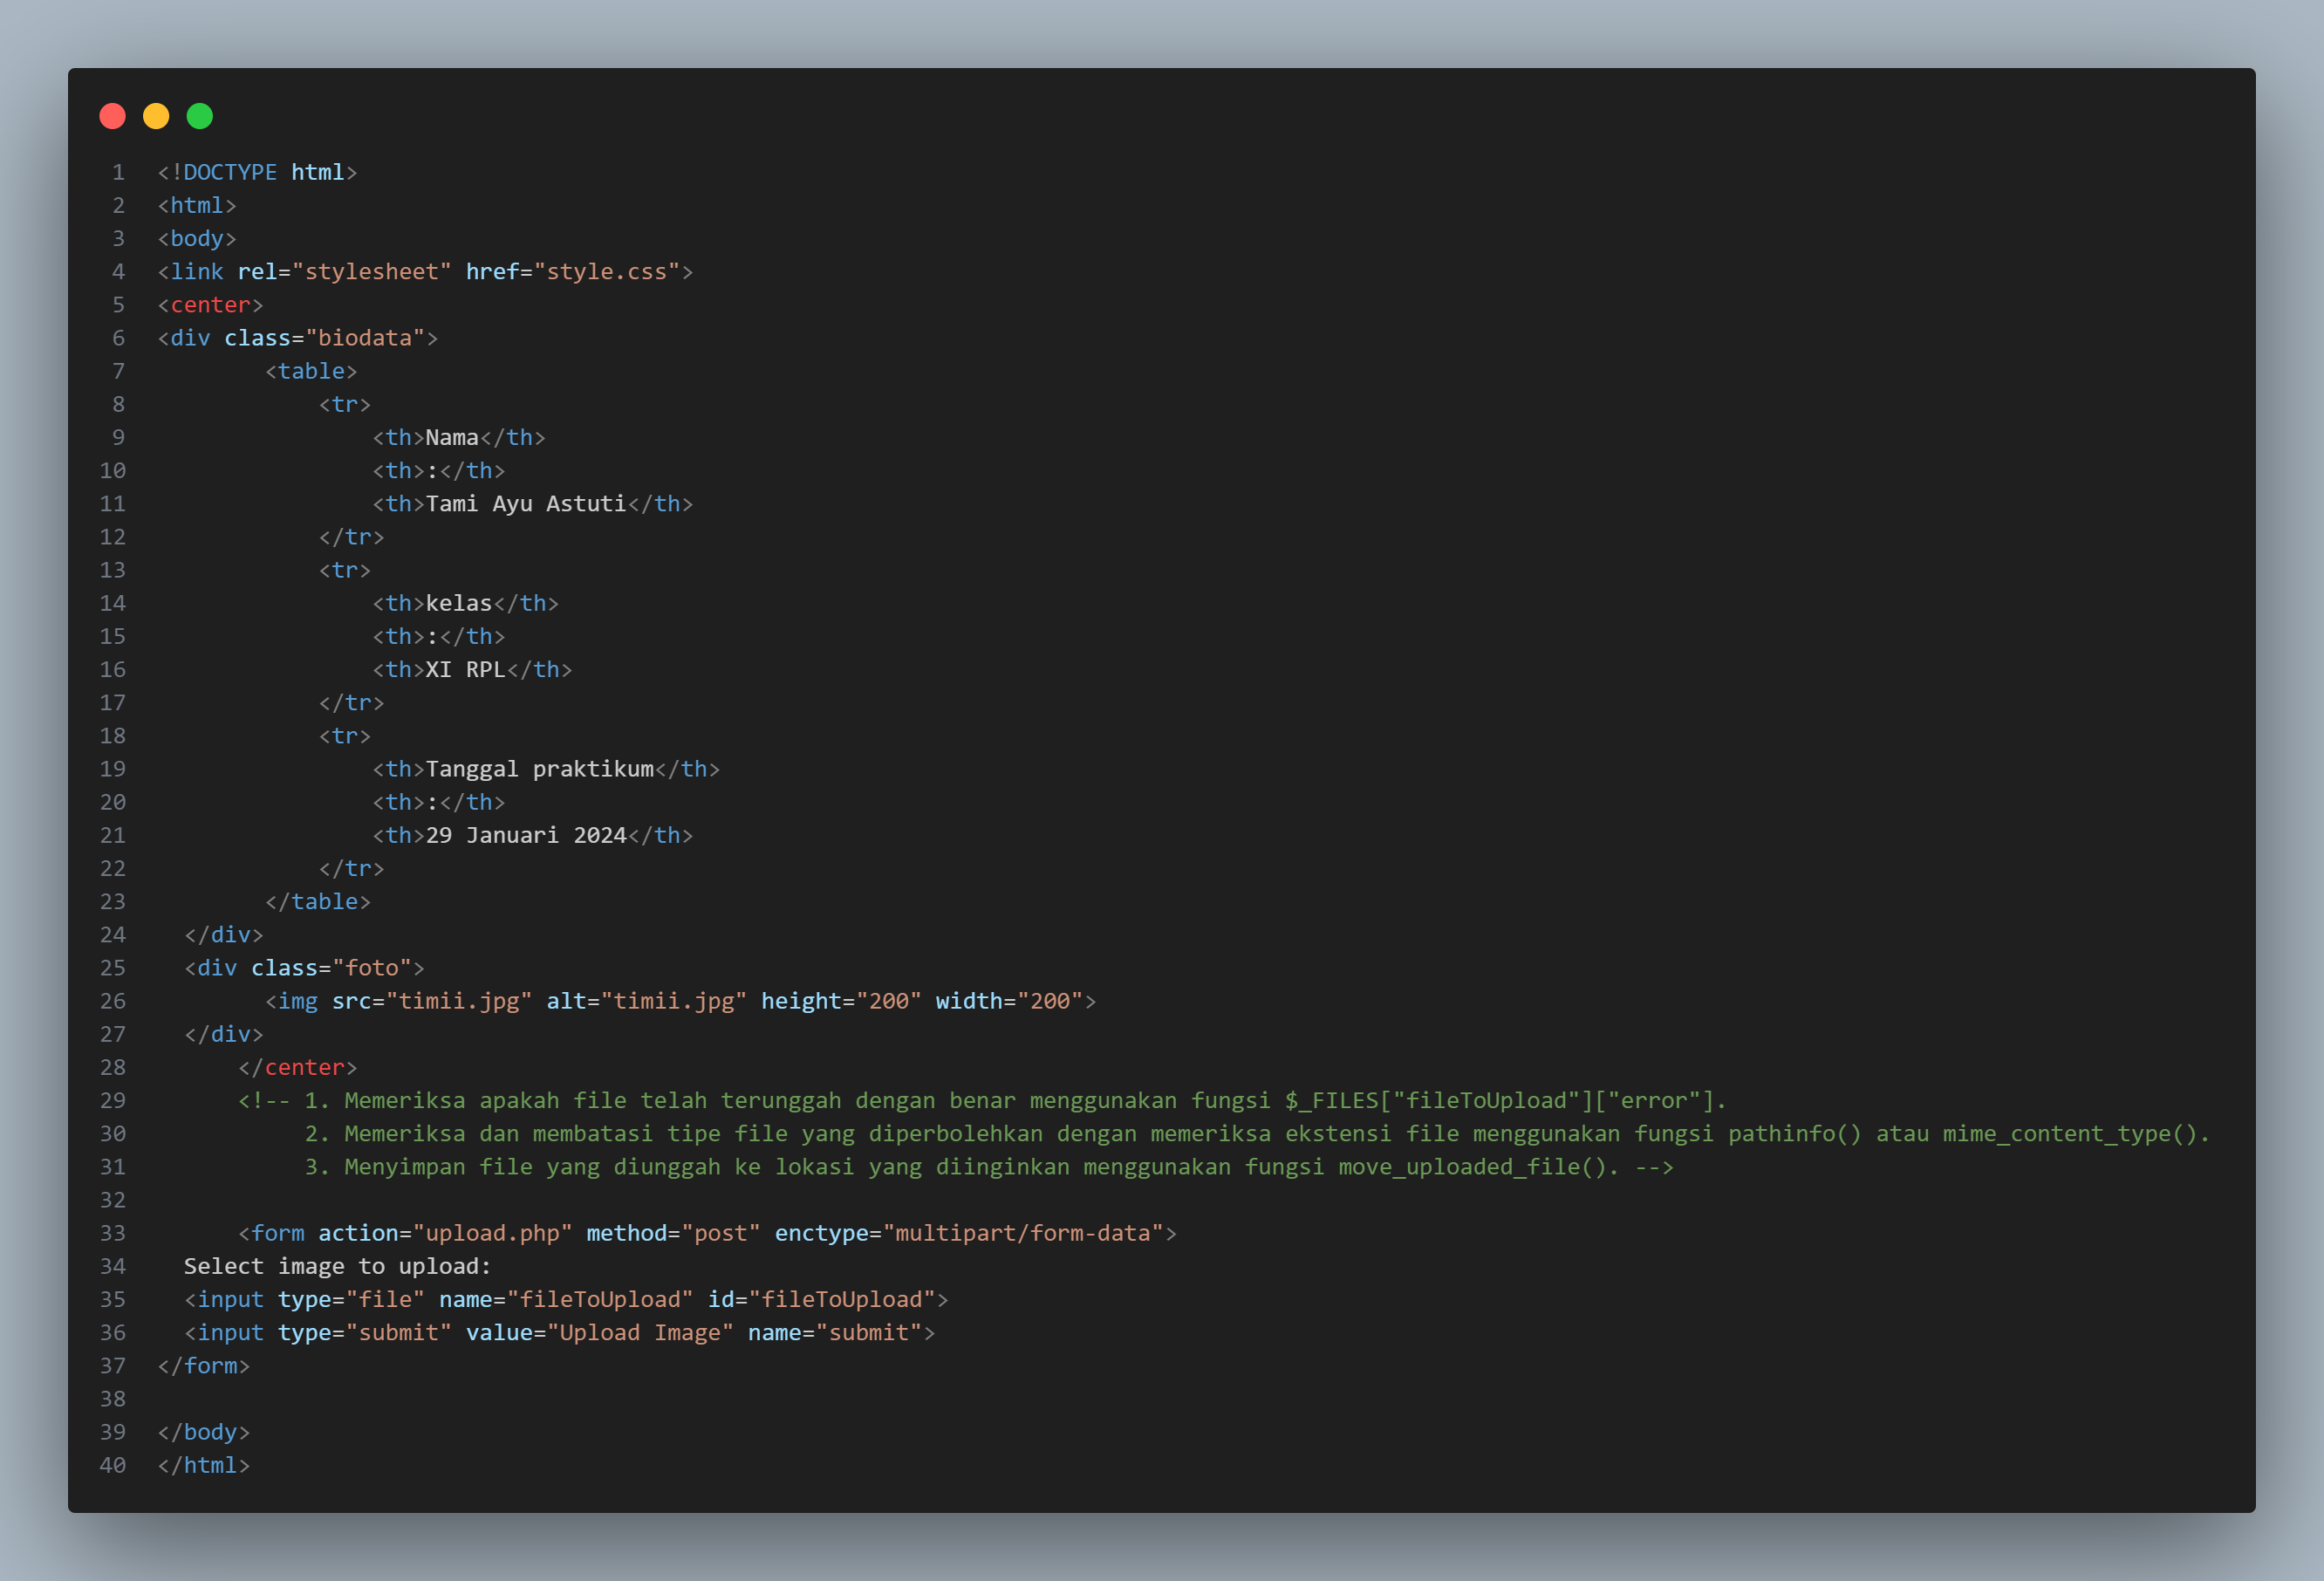 1 <!DOCTYPE html>
2 <html>
3 <body>
4 <link rel="stylesheet" href="style.css">
5 <center>
6 <div class="biodata">
7         <table>
8             <tr>
9                 <th>Nama</th>
10                 <th>:</th>
11                 <th>Tami Ayu Astuti</th>
12             </tr>
13             <tr>
14                 <th>kelas</th>
15                 <th>:</th>
16                 <th>XI RPL</th>
17             </tr>
18             <tr>
19                 <th>Tanggal praktikum</th>
20                 <th>:</th>
21                 <th>29 Januari 2024</th>
22             </tr>
23         </table>
24   </div>
25   <div class="foto">
26         <img src="timii.jpg" alt="timii.jpg" height="200" width="200">
27   </div>
28       </center>
29       <!-- 1. Memeriksa apakah file telah terunggah dengan benar menggunakan fungsi $_FILES["fileToUpload"]["error"].
30            2. Memeriksa dan membatasi tipe file yang diperbolehkan dengan memeriksa ekstensi file menggunakan fungsi pathinfo() atau mime_content_type().
31            3. Menyimpan file yang diunggah ke lokasi yang diinginkan menggunakan fungsi move_uploaded_file(). -->
32
33       <form action="upload.php" method="post" enctype="multipart/form-data">
34   Select image to upload:
35   <input type="file" name="fileToUpload" id="fileToUpload">
36   <input type="submit" value="Upload Image" name="submit">
37 </form>
38
39 </body>
40 </html>